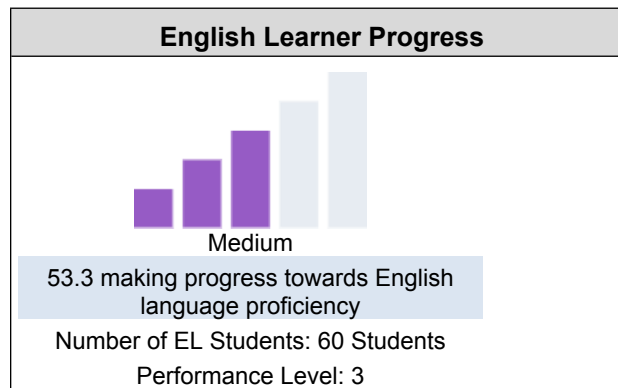 English Learner Progress
Medium
53.3 making progress towards English
language proficiency
Number of EL Students: 60 Students
Performance Level: 3